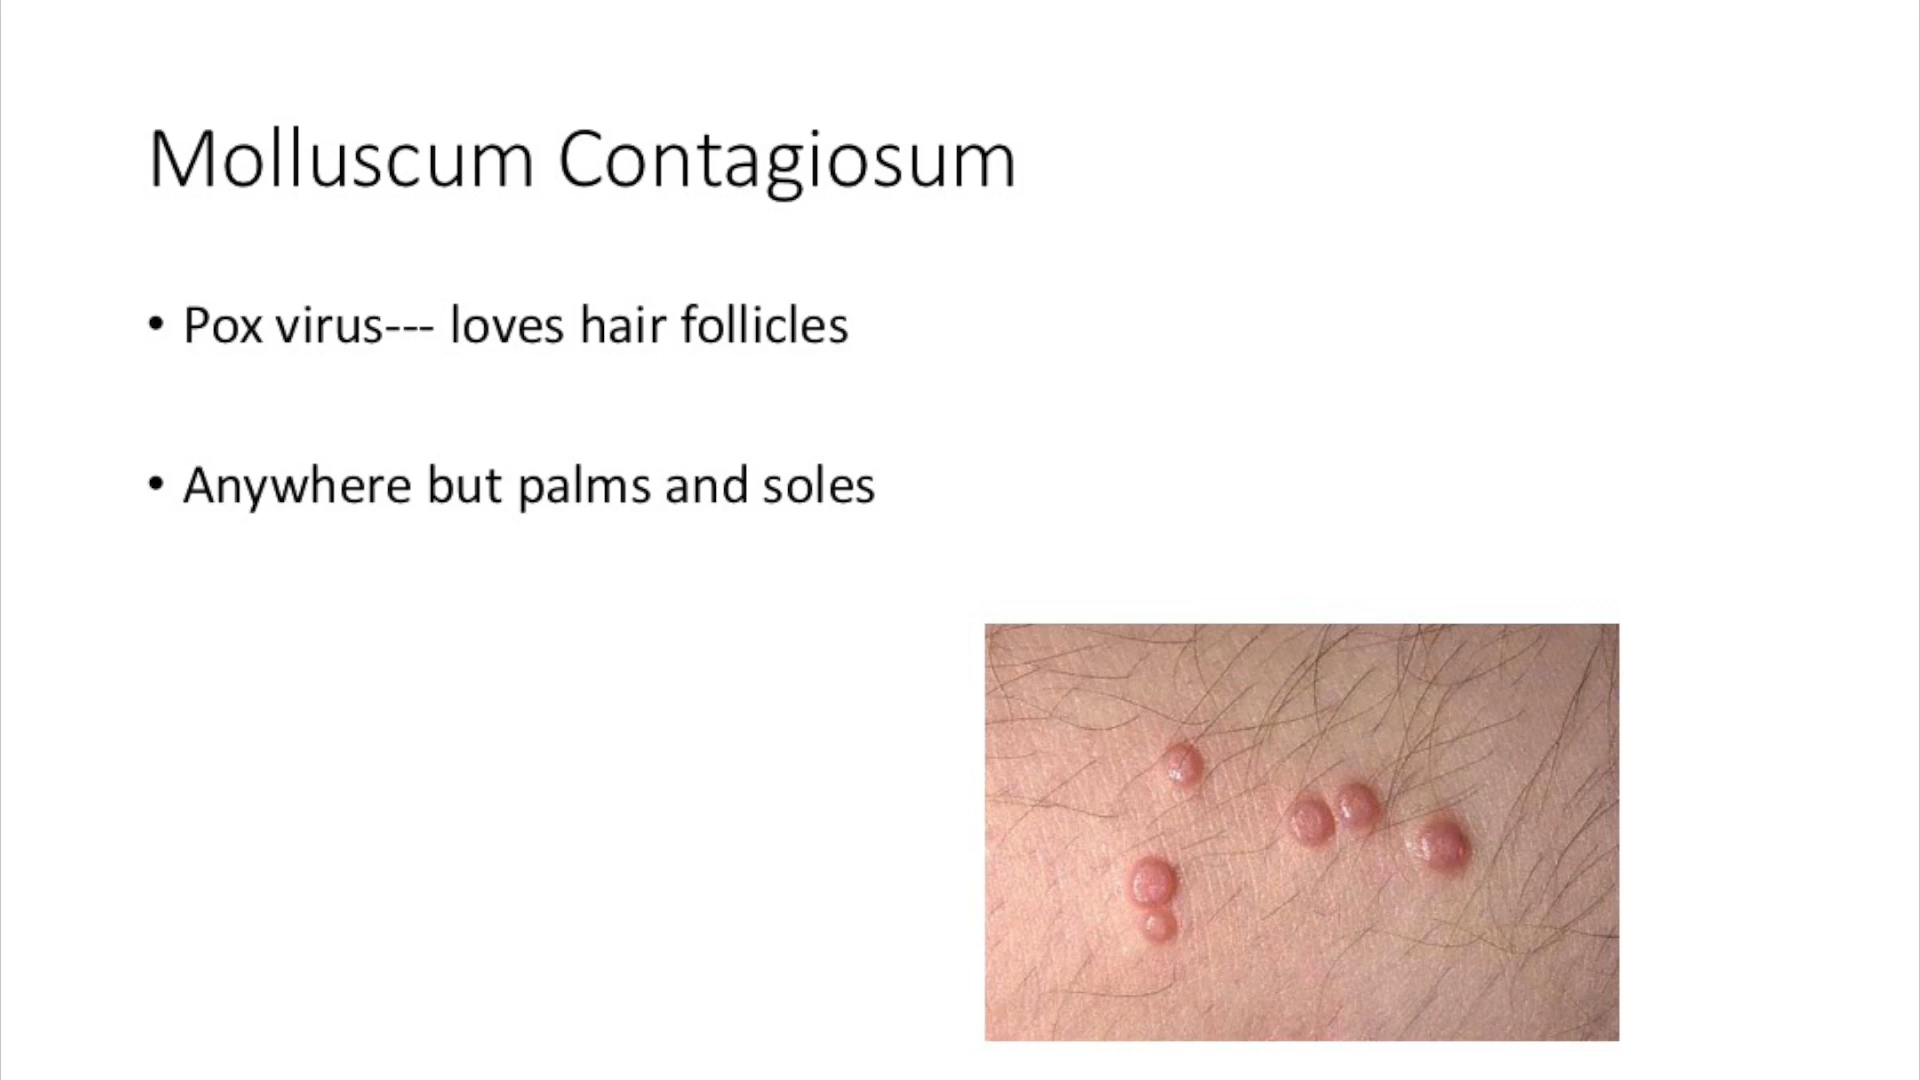 Molluscum Contagiosum
• Pox virus--- loves hair follicles
• Anywhere but palms and soles